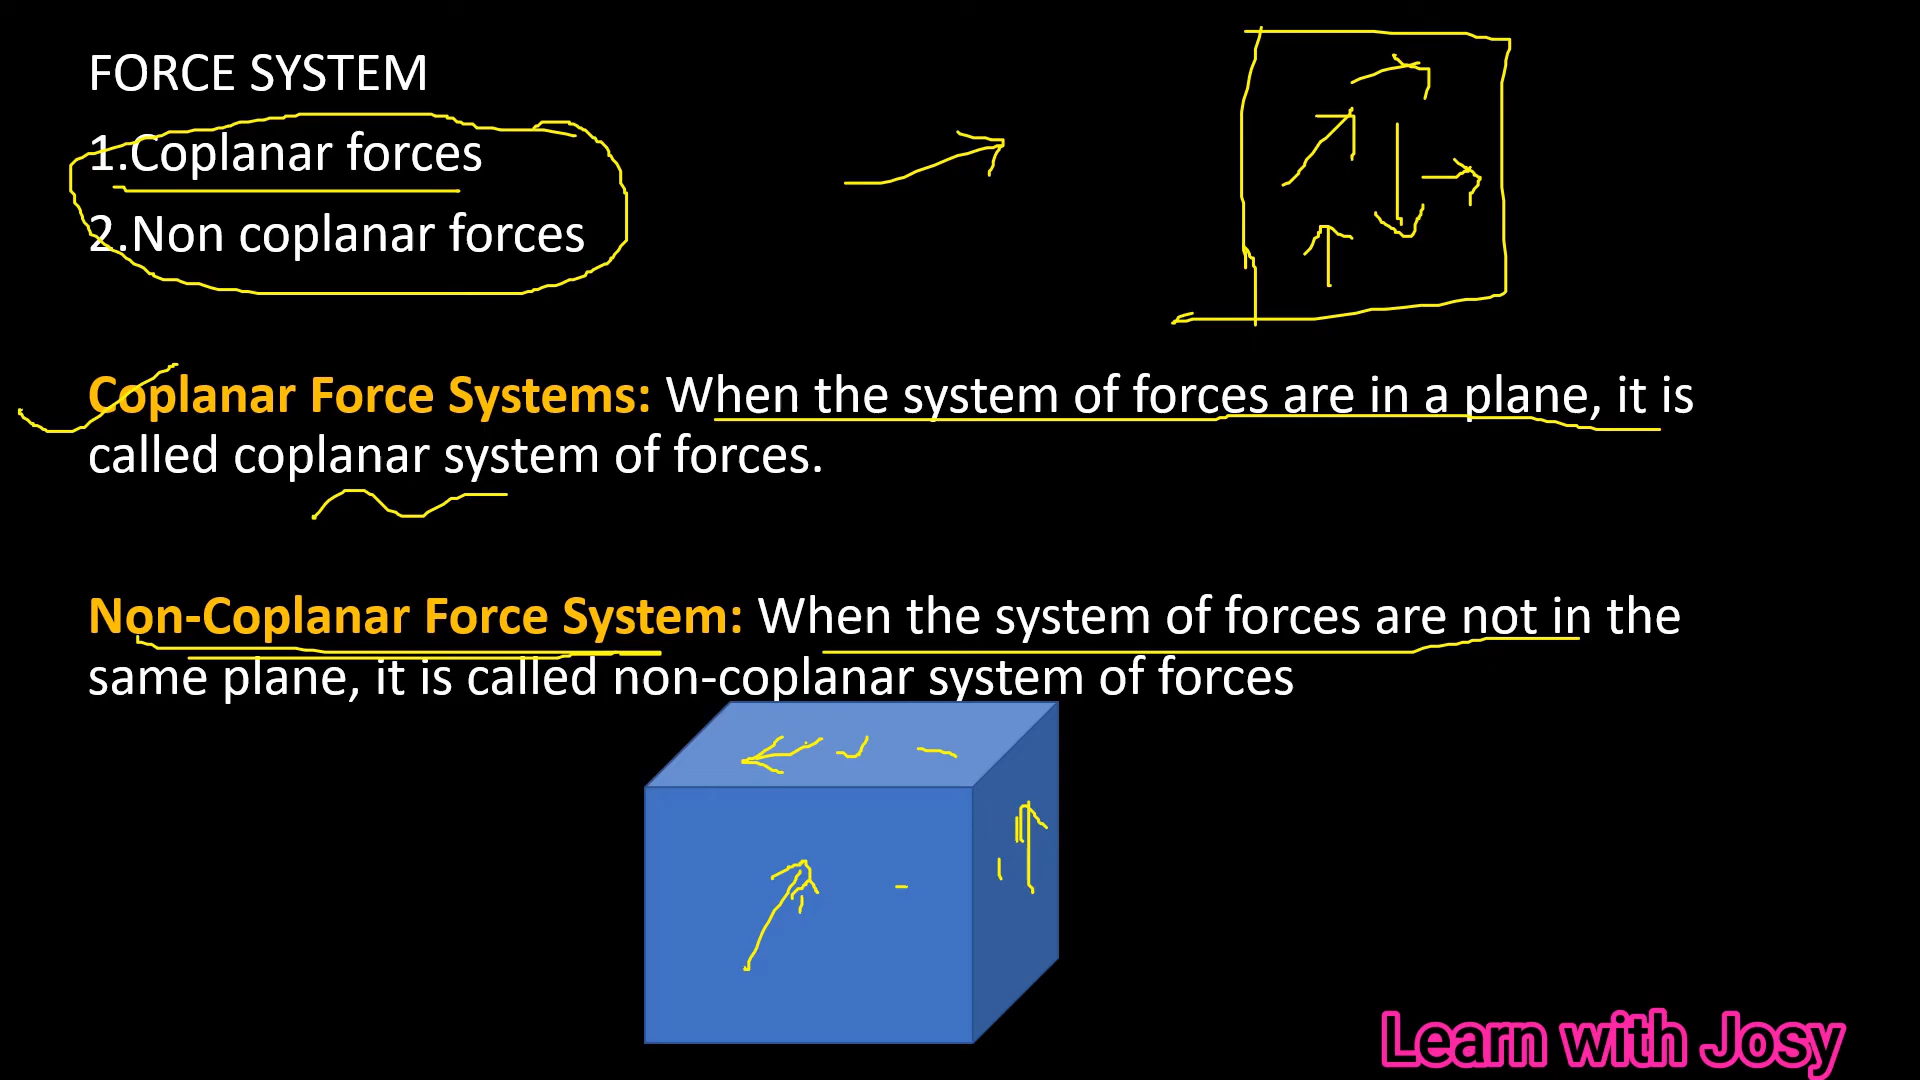 FORCE SYSTEM
1.Coplanar forces
2.Non coplanar forces
Coplanar Force Systems: When the system of forces are in a plane, it is
called coplanar system of forces.
Non-Coplanar Force System: When the system of forces are not in the
same plane, it is called non-coplanar system of forces
Learn with Josy